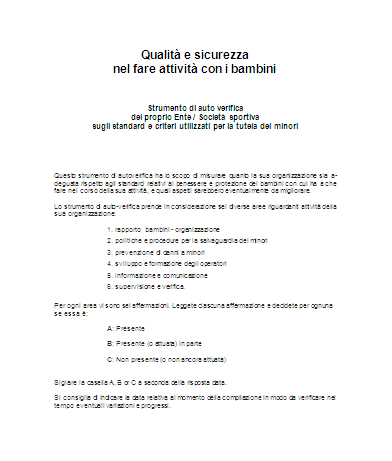 Qualità e sicurezza
nel fare attività con i bambini
Strumento di auto verifica
del proprio Ente / Società sportiva
sugli standard e criteri utilizzati per la tutela dei minori
Questo strumento di autoverifica ha lo scopo di misurare quanto la sua organizzazione sia a-
deguata rispetto agli standard relativi al benessere e protezione dei bambini con cui ha a che
fare nel corso della sua attività, e quali aspetti sarebbero eventualmente da migliorare.
Lo strumento di auto-verifica prende in considerazione sei diverse aree riguardanti attività della
sua organizzazione:
1. rapporto bambini - organizzazione
2. politiche e procedure per la salvaguardia dei minori
3. prevenzione di danni a minori
4. sviluppo e formazione degli operatori
5. informazione e comunicazione
6. supervisione e verifica.
Per ogni area vi sono sei affermazioni. Leggete ciascuna affermazione e decidete per ognuna
se essa è:
A: Presente
B: Presente (o attuata) in parte
C: Non presente (o non ancora attuata)
Siglare la casella A, B or C a seconda della risposta data.
Si consiglia di indicare la data relativa al momento della compilazione in modo da verificare nel
tempo eventuali variazioni e progressi.